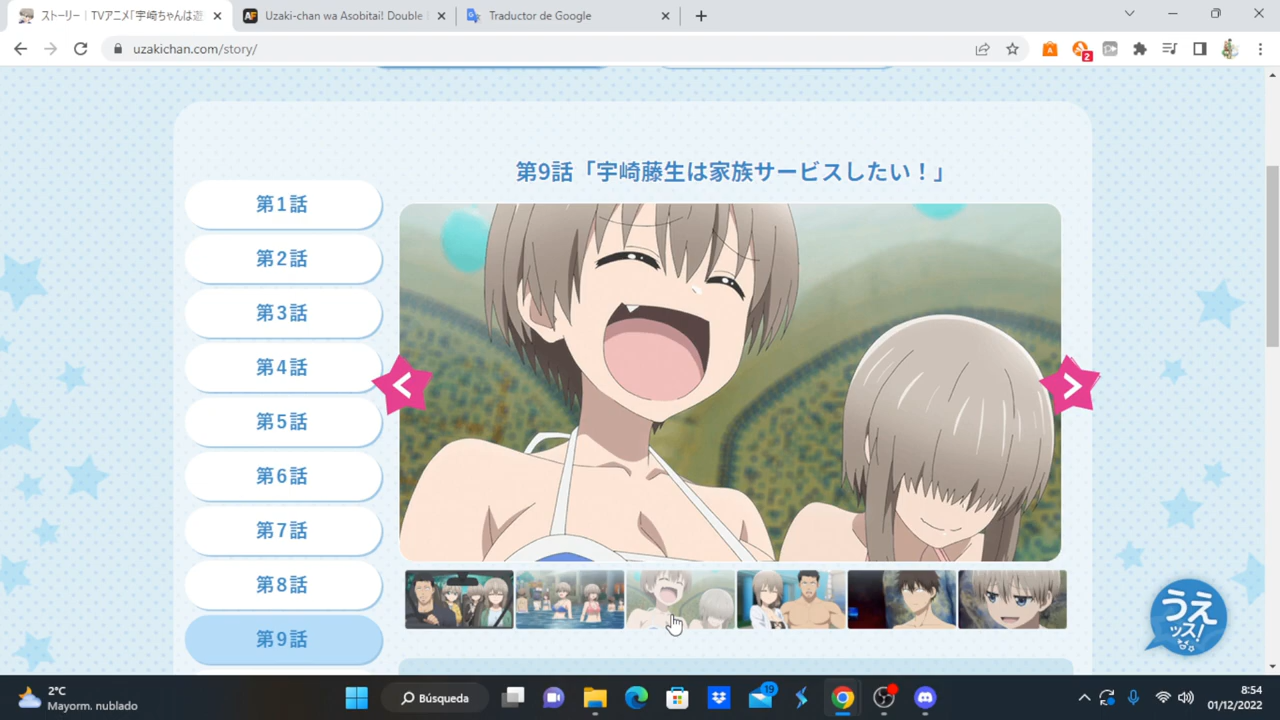 ストーリー | TVアニメ「宇崎ちゃんは遊
Uzaki-chan wa Asobitai! Double
Traductor de Google
uzakichan.com/story/
2
第9話「宇崎藤生は家族サービスしたい！」
第1話
第2話
第3話
第4話
第5話
第6話
第7話
第8話
第9話
うえ
ッス!
2°C
Mayorm. nublado
Búsqueda
19
8:54
01/12/2022